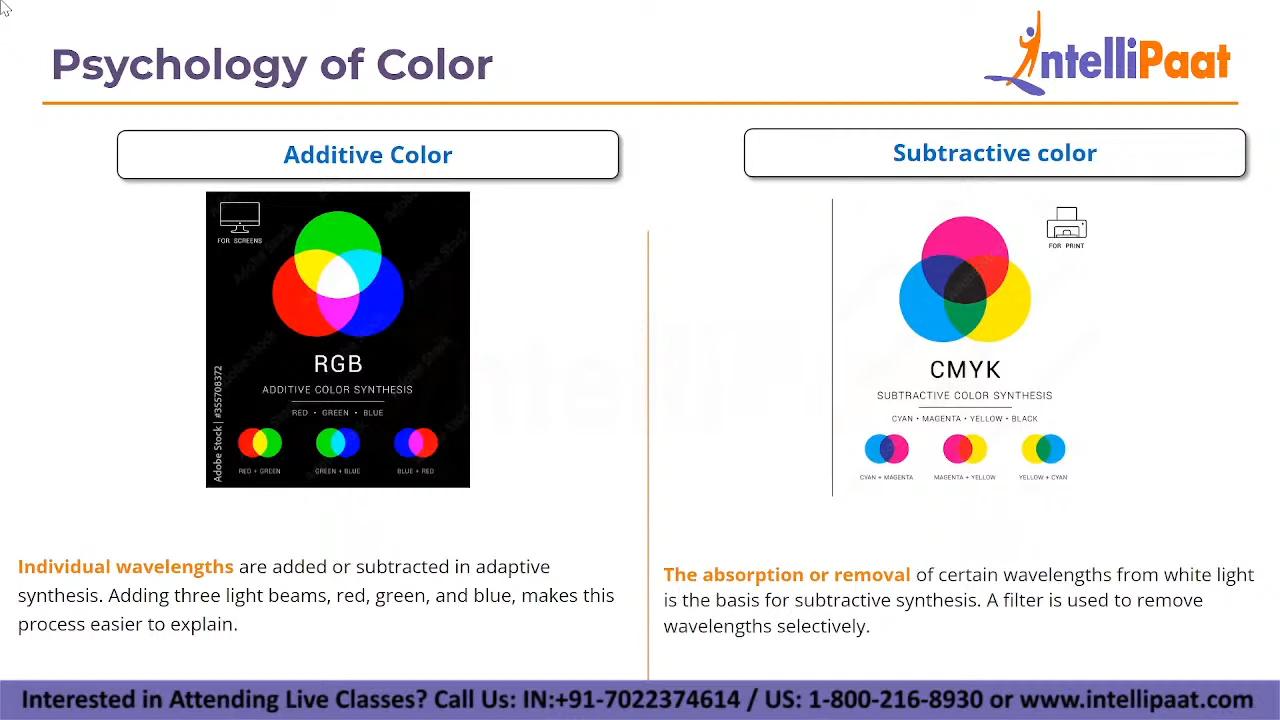 Psychology of Color
IntelliPaat
Additive Color
FOR SCREENS
RGB
ADDITIVE COLOR SYNTHESIS
RED • GREEN • BLUE
RED + GREEN
GREEN + BLUE
BLUE + RED
Adobe Stock | #355708372
Individual wavelengths are added or subtracted in adaptive
synthesis. Adding three light beams, red, green, and blue, makes this
process easier to explain.
Subtractive color
FOR PRINT
CMYK
SUBTRACTIVE COLOR SYNTHESIS
CYAN • MAGENTA • YELLOW • BLACK
CYAN + MAGENTA
MAGENTA + YELLOW
YELLOW + CYAN
The absorption or removal of certain wavelengths from white light
is the basis for subtractive synthesis. A filter is used to remove
wavelengths selectively.
Interested in Attending Live Classes? Call Us: IN:+91-7022374614 / US: 1-800-216-8930 or www.intellipaat.com